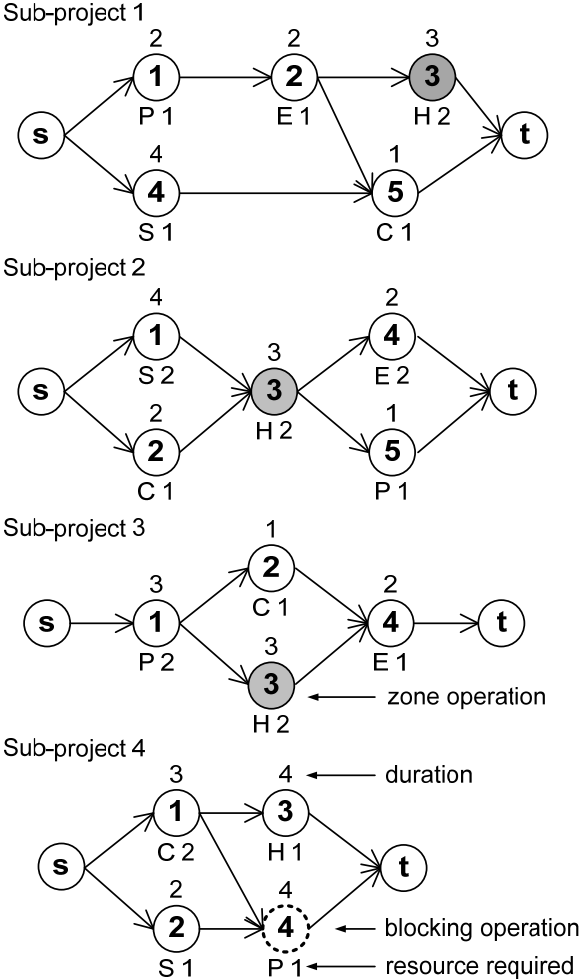 Sub-project 1
2 2 3
1 2 3
P 1 E 1 H 2
s t
4 1
4 5
S 1 C 1
Sub-project 2
4 2
1 4
S 2 3 E 2
s 3 t
2 H 2 1
2 5
C 1 P 1
Sub-project 3
1
2
3 C 1 2
s 1 4 t
P 2 3 E 1
3 zone operation
H 2
Sub-project 4
3 4 duration
1 3
C 2 H 1
s t
2 4
2 4 blocking operation
S 1 P 1 resource required